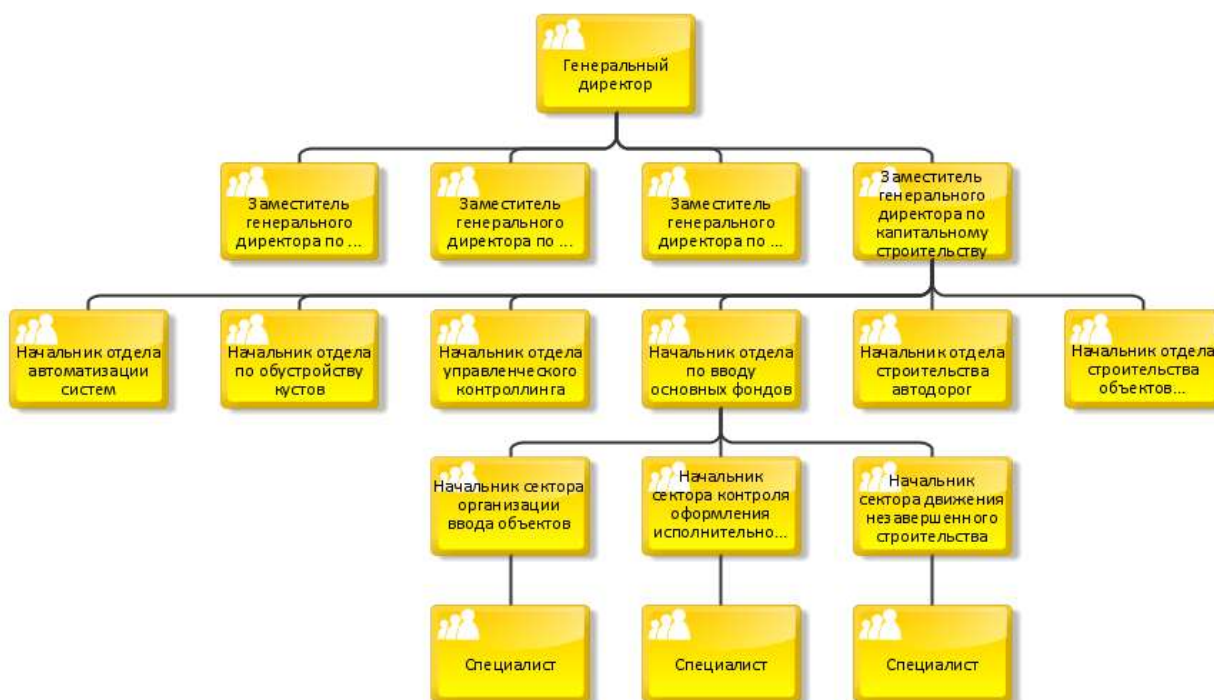 Генеральный
директор
Заместитель
генерального
директора по ...
Заместитель
генерального
директора по ...
Заместитель
генерального
директора по ...
Заместитель
генерального
директора по
капитальному
строительству
Начальник отдела
автоматизации
систем
Начальник отдела
по обустройству
кустов
Начальник отдела
управленческого
контроллинга
Начальник отдела
по вводу
основных фондов
Начальник отдела
строительства
автодорог
Начальник отдела
строительства
объектов...
Начальник сектора
организации
ввода объектов
Начальник
сектора контроля
оформления
исполнительно...
Начальник
сектора движения
незавершенного
строительства
Специалист
Специалист
Специалист